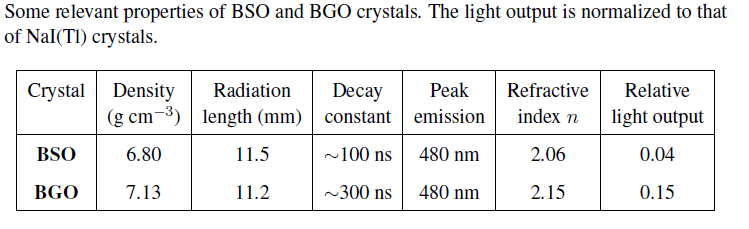 Some relevant properties of BSO and BGO crystals. The light output is normalized to that
of NaI(Tl) crystals.
Crystal Density Radiation Decay Peak Refractive Relative
(g cm−3) length (mm) constant emission index n light output
BSO 6.80 11.5 ∼100 ns 480 nm 2.06 0.04
BGO 7.13 11.2 ∼300 ns 480 nm 2.15 0.15